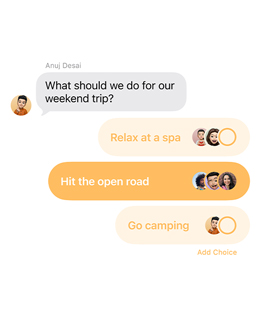 Anuj Desai
What should we do for our
weekend trip?
Relax at a spa
Hit the open road
Go camping
Add Choice